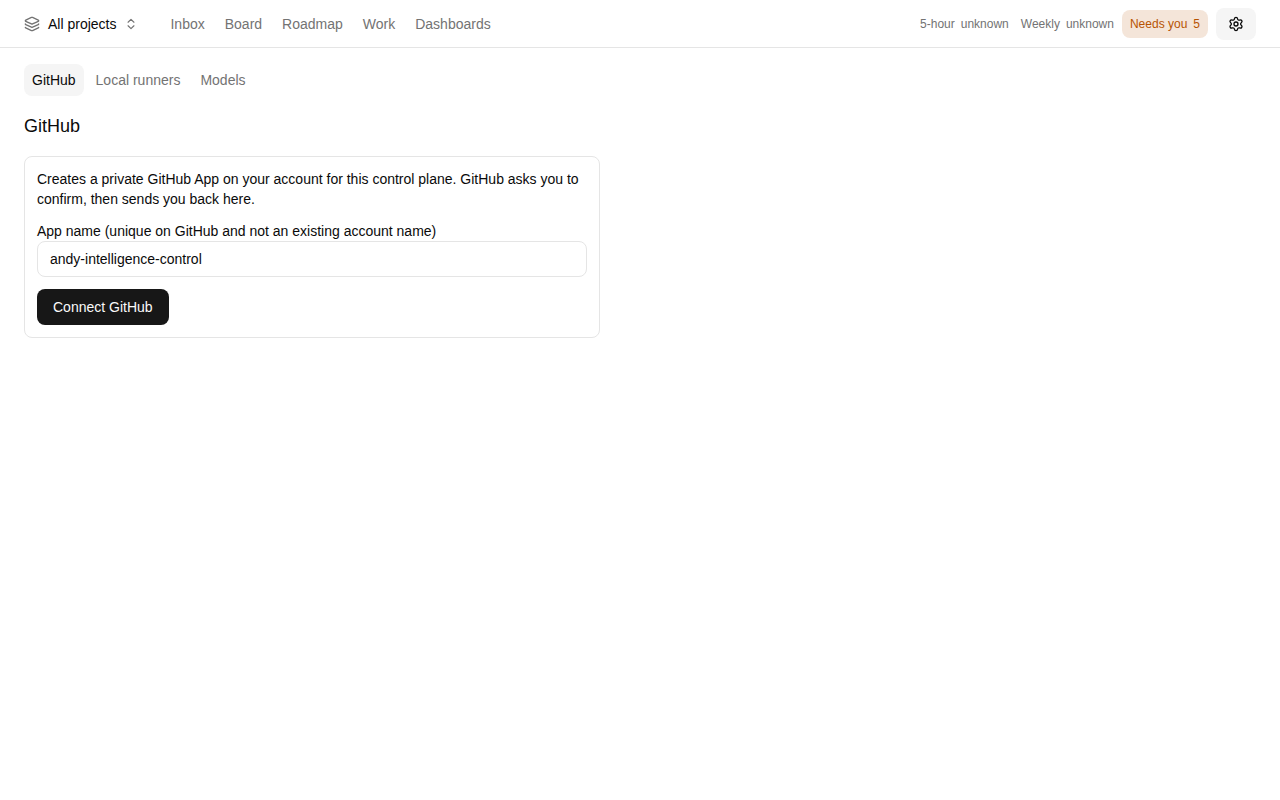 All projects Inbox Board Roadmap Work Dashboards 5-hour unknown Weekly unknown Needs you 5
GitHub Local runners Models
GitHub
Creates a private GitHub App on your account for this control plane. GitHub asks you to
confirm, then sends you back here.
App name (unique on GitHub and not an existing account name)
andy-intelligence-control
Connect GitHub